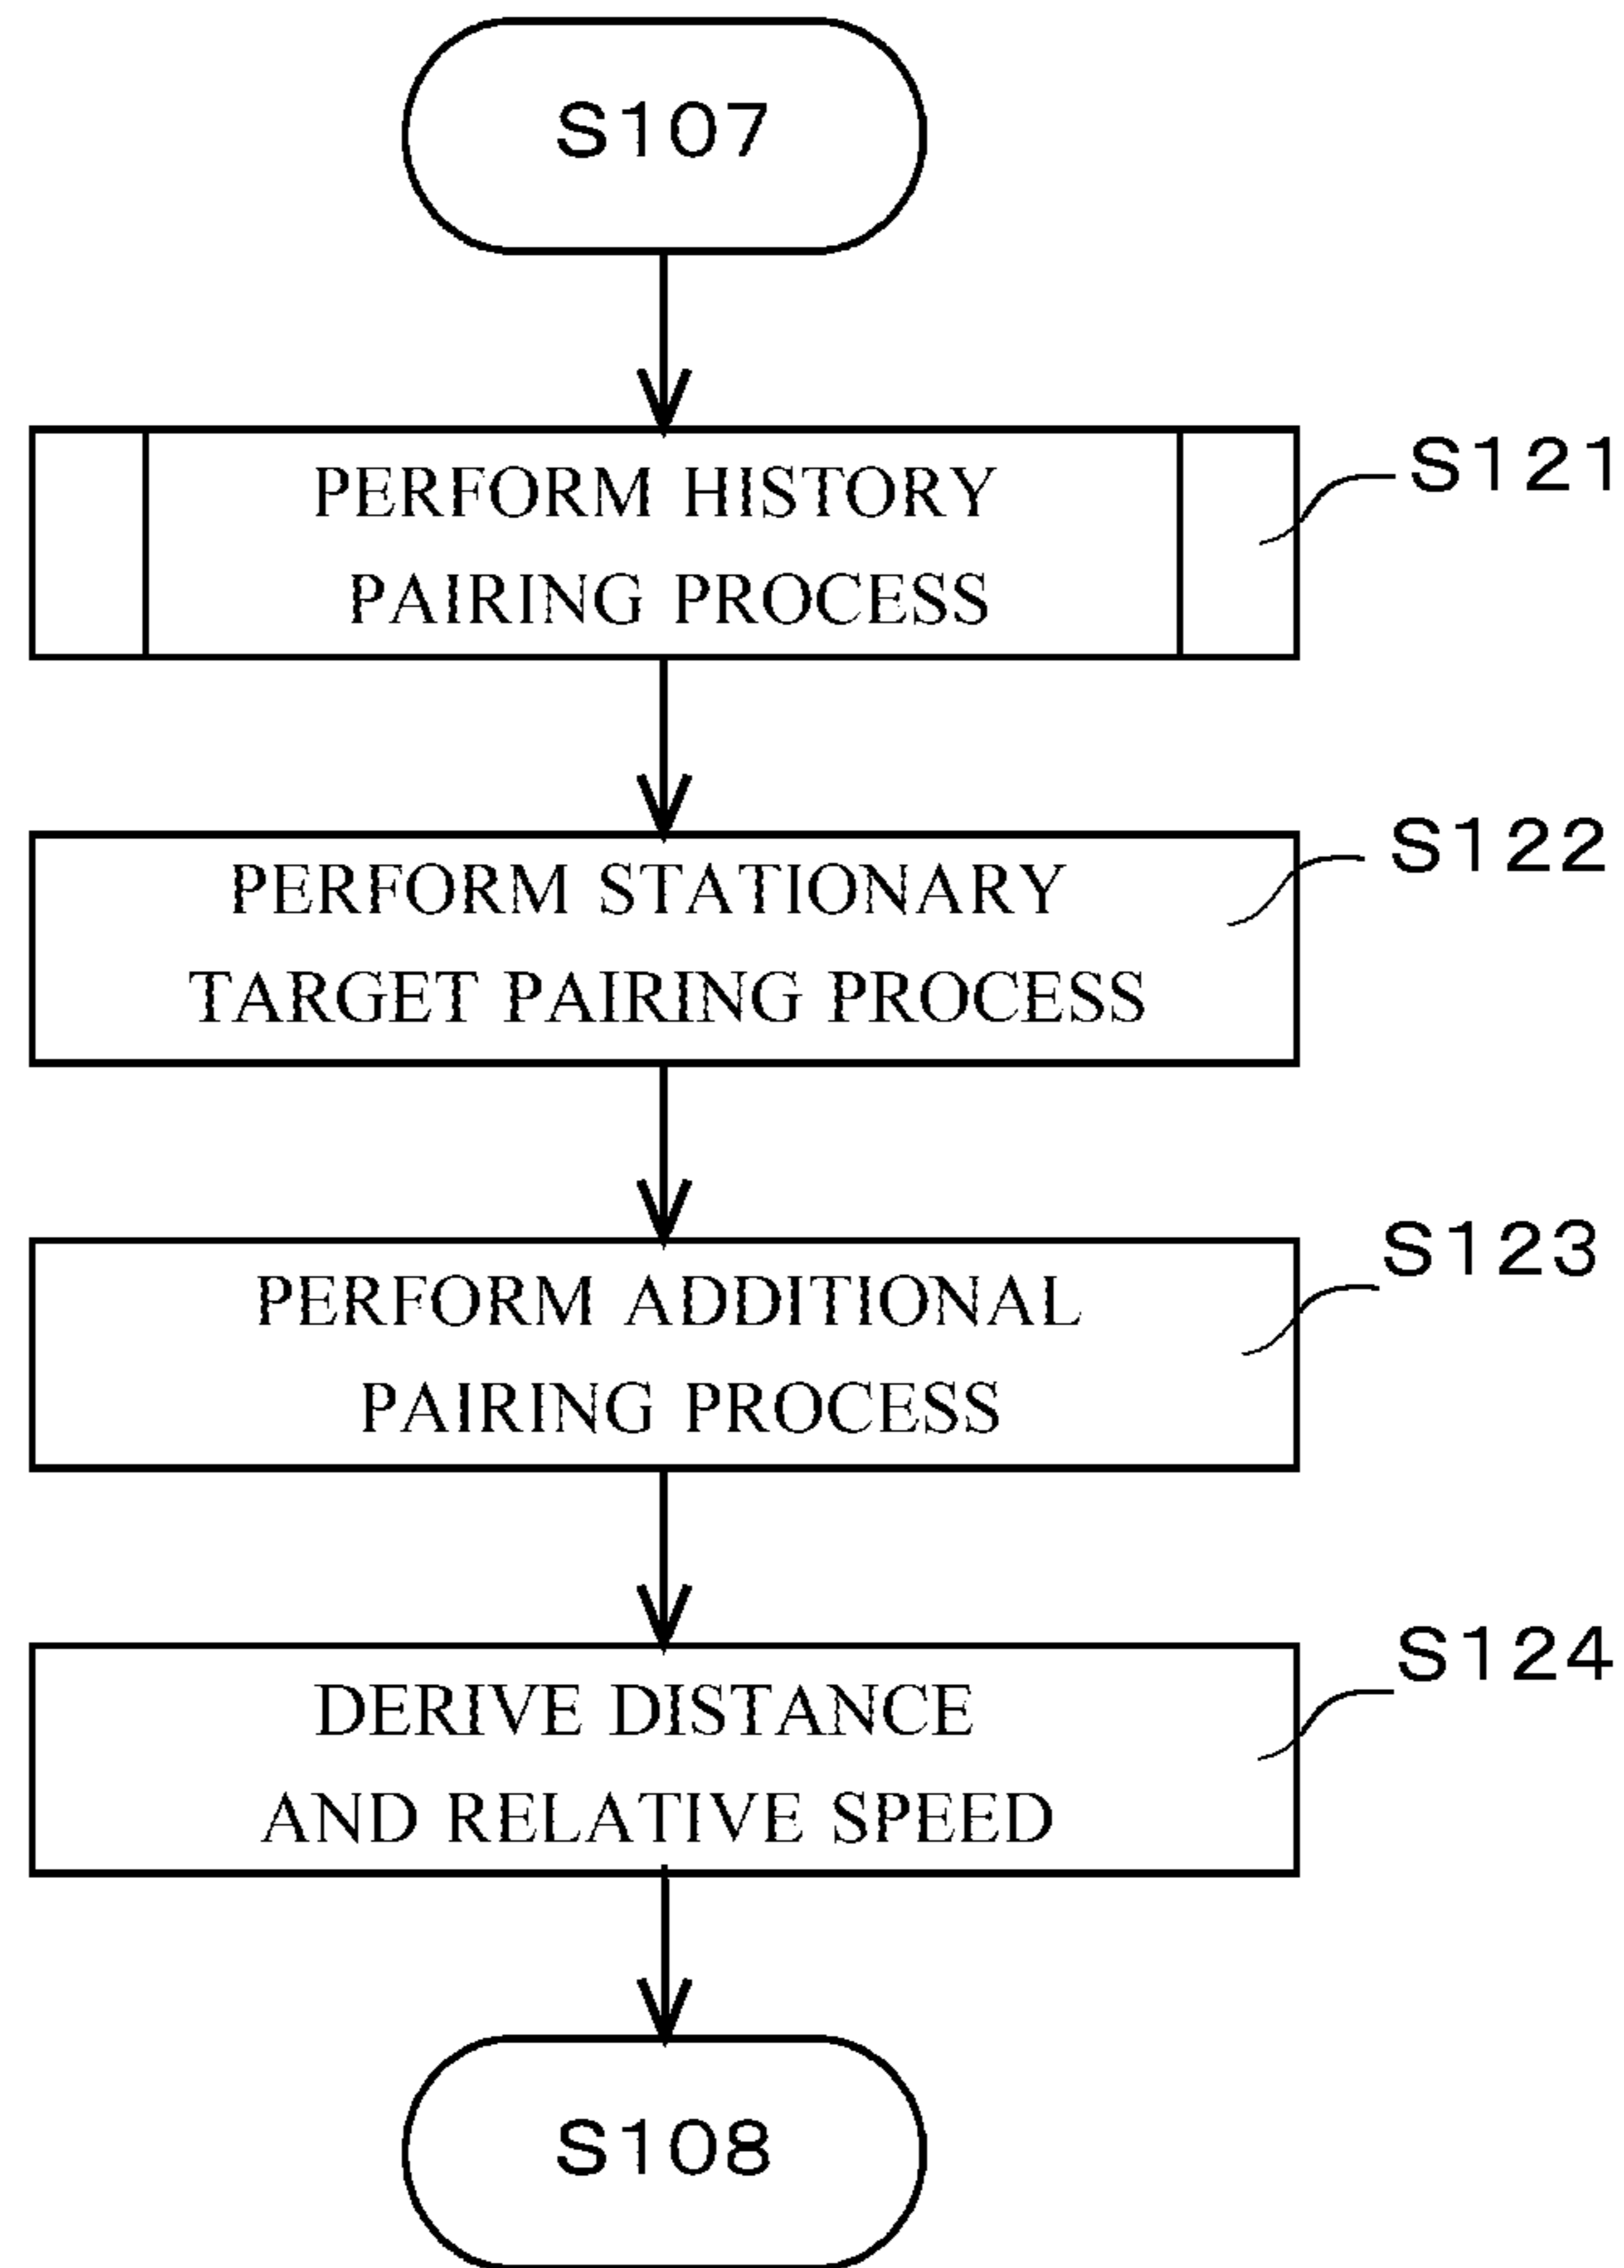 S107
PERFORM HISTORY
PAIRING PROCESS
S121
PERFORM STATIONARY
TARGET PAIRING PROCESS
S122
PERFORM ADDITIONAL
PAIRING PROCESS
S123
DERIVE DISTANCE
AND RELATIVE SPEED
S124
S108